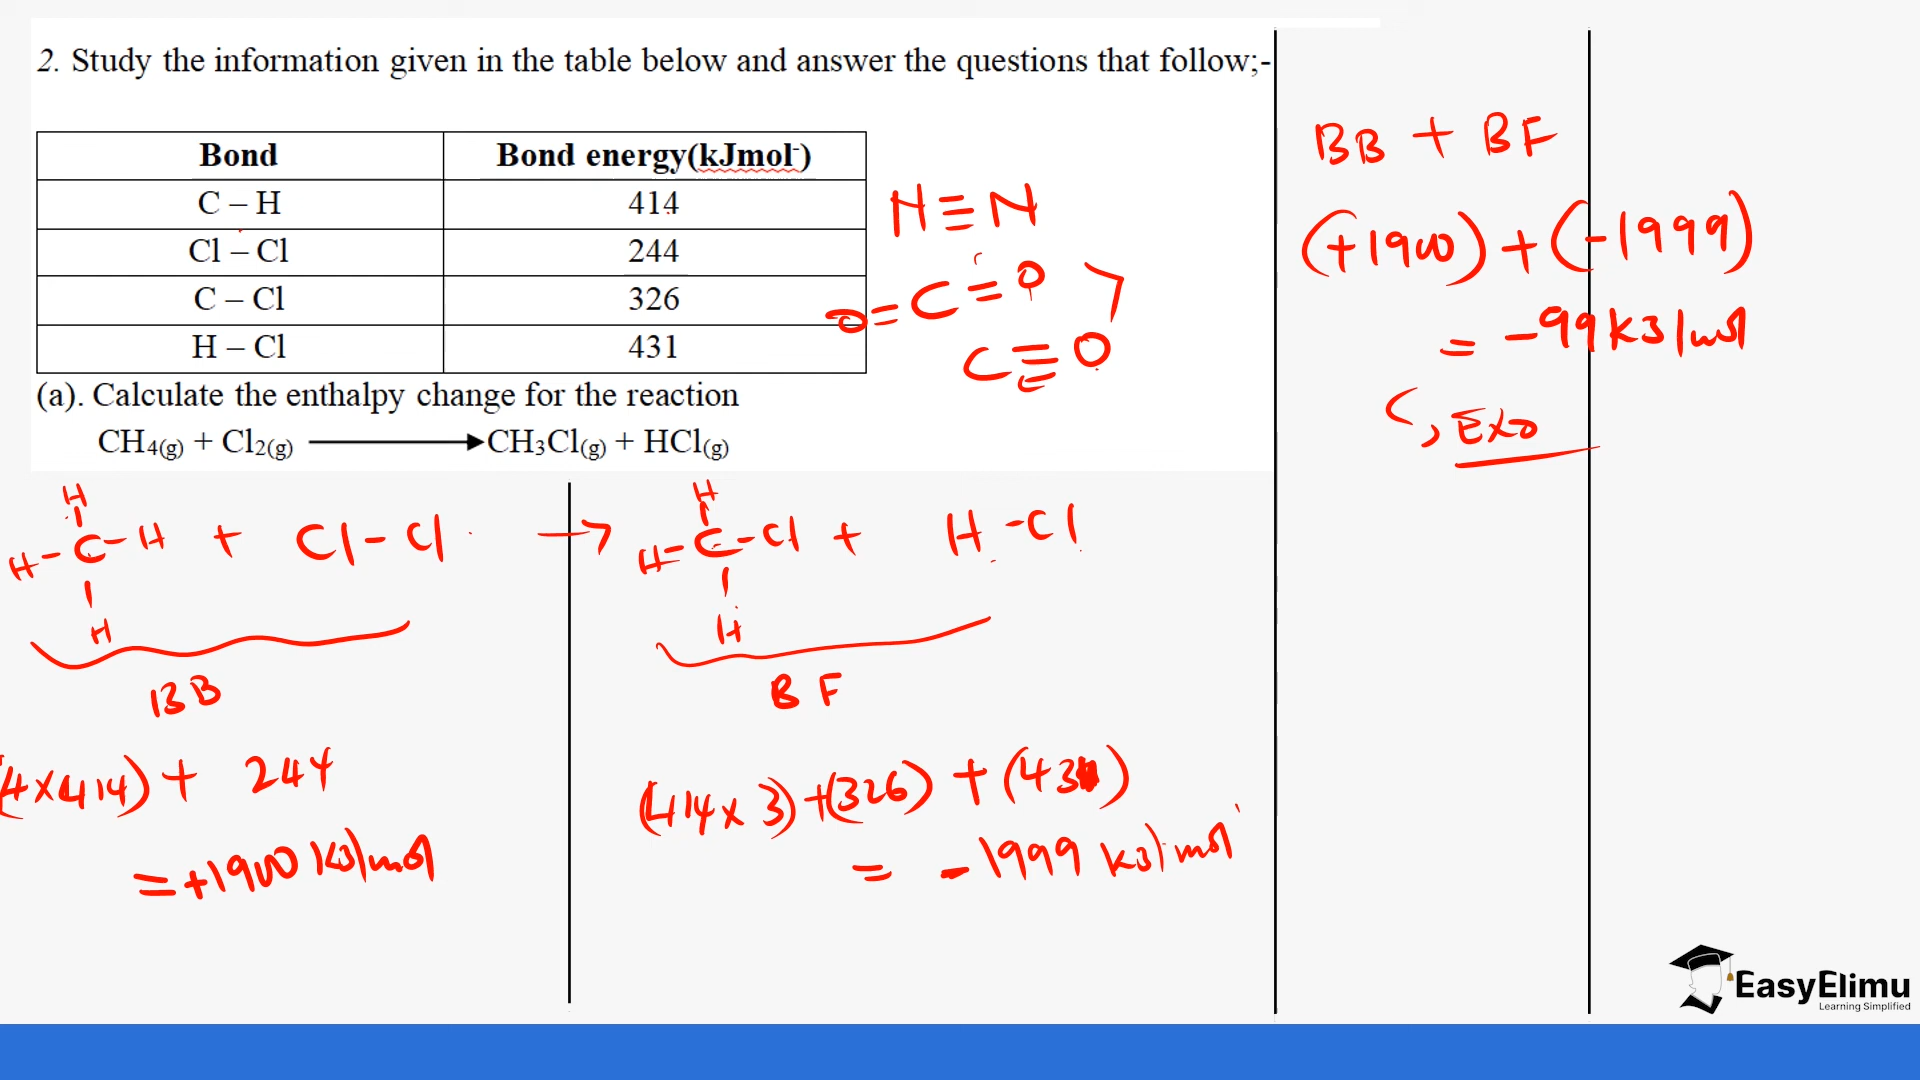 2. Study the information given in the table below and answer the questions that follow;-
Bond Bond energy(kJmol⁻)
C – H 414
Cl – Cl 244
C – Cl 326
H – Cl 431
(a). Calculate the enthalpy change for the reaction
CH4(g) + Cl2(g) ⟶ CH3Cl(g) + HCl(g)
N≡N
O=C=O >
C≡O
H
H-C-H + Cl-Cl →
H
BB
(4x414) + 244
= +1900 kJ/mol
H
H-C-Cl + H-Cl
H
BF
(414x3)+(326) + (431)
= -1999 kJ/mol
BB + BF
(+1900) + (-1999)
= -99kJ/mol
Exo
EasyElimu
Learning Simplified